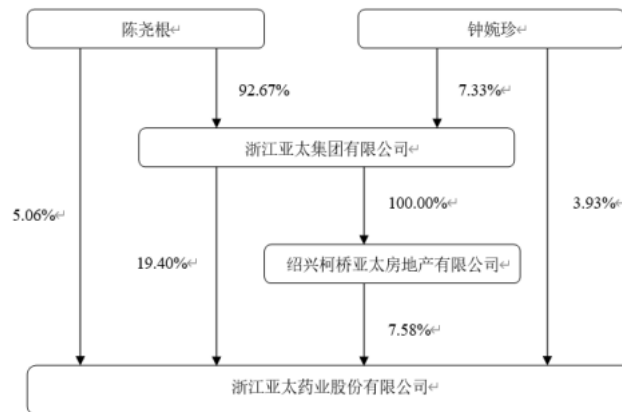 陈尧根↵
钟婉珍↵
92.67%
7.33%↵
浙江亚太集团有限公司↵
5.06%↵
19.40%↵
100.00%↵
3.93%↵
绍兴柯桥亚太房地产有限公司↵
7.58%↵
浙江亚太药业股份有限公司↵